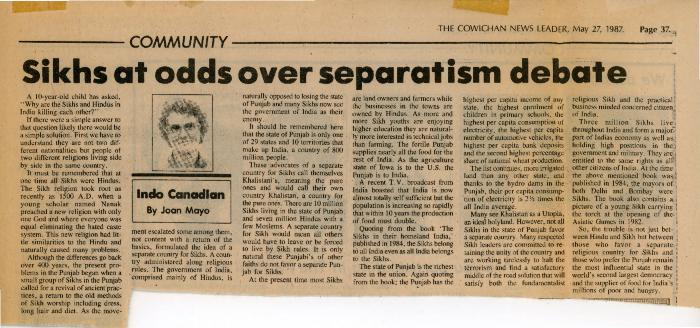 THE COWICHAN NEWS LEADER, May 27, 1987. Page 37
COMMUNITY
Sikhs at odds over separatism debate
A 10-year-old child has asked,
"Why are the Sikhs and Hindus in
India killing each other?"
If there were a simple answer to
that question likely there would be
a simple solution. First we have to
understand they are not two dif-
ferent nationalities but people of
two different religions living side
by side in the same country.
It must be remembered that at
one time all Sikhs were Hindus.
The Sikh religion took root as
recently as 1500 A.D. when a
young scholar named Nanak
preached a new religion with only
one God and where everyone was
equal eliminating the hated caste
system. This new religion had lit-
tle similarities to the Hindu and
naturally caused many problems.
Although the differences go back
over 400 years, the present pro-
blems in the Punjab began when a
small group of Sikhs in the Punjab
called for a revival of ancient prac-
tices, a return to the old methods
of Sikh worship including dress,
long hair and diet. As the move-
Indo Canadian
By Joan Mayo
ment escalated some among them,
not content with a return of the
basics, formulated the idea of a
separate country for Sikhs. A coun-
try administered along religious
rules. The government of India,
comprised mainly of Hindus, is
naturally opposed to losing the state
of Punjab and many Sikhs now see
the government of India as their
enemy.
It should be remembered here
that the state of Punjab is only one
of 29 states and 10 territories that
make up India, a country of 800
million people.
Those advocates of a separate
country for Sikhs call themselves
Khalistani's, meaning the pure
ones and would call their own
country Khalistan, a country for
the pure ones. There are 10 million
Sikhs living in the state of Punjab
and seven million Hindus with a
few Moslems. A separate country
for Sikh would mean all others
would have to leave or be forced
to live by Sikh rules. It is only
natural these Punjabi's of other
faiths do not favor a separate Pun-
jab for Sikhs.
At the present time most Sikhs
are land owners and farmers while
the businesses in the towns are
owned by Hindus. As more and
more Sikh youths are enjoying
higher education they are natural-
ly more interested in technical jobs
than farming. The fertile Punjab
supplies nearly all the food for the
rest of India. As the agriculture
state of Iowa is to the U.S. the
Punjab is to India.
A recent T.V. broadcast from
India boasted that India is now
almost totally self sufficient but the
population is increasing so rapidly
that within 10 years the production
of food must double.
Quoting from the book 'The
Sikhs in their homeland India,'
published in 1984, the Sikhs belong
to all India even as all India belongs
to the Sikhs.
The state of Punjab is the richest
state in the union. Again quoting
from the book; the Punjab has the
highest per capita income of any
state, the highest enrolment of
children in primary schools, the
highest per capita consumption of
electricity, the highest per capita
number of automotive vehicles, the
highest per capita bank deposits
and the second highest percentage
share of national wheat production.
The list continues, more irrigated
land than any other state, and
thanks to the hydro dams in the
Punjab, their per capita consump-
tion of electricity is 2½ times the
all India average.
Many see Khalistan as a Utopia,
an ideal holy land. However, not all
Sikhs in the state of Punjab favor
a separate country. Many respected
Sikh leaders are committed to re-
taining the unity of the country and
are working tirelessly to halt the
terrorism and find a satisfactory
middle of the road solution that will
satisfy both the fundamentalist
religious Sikh and the practical
business minded concerned citizen
of India.
Three million Sikhs live
throughout India and form a major
part of Indias economy as well as
holding high positions in the
government and military. They are
entitled to the same rights as all
other citizens of India. At the time
the above mentioned book was
published in 1984, the mayors of
both Delhi and Bombay were
Sikhs. The book also contains a
picture of a young Sikh carrying
the torch at the opening of the
Asiatic Games in 1982.
So, the trouble is not just bet-
ween Hindu and Sikh but between
those who favor a separate
religious country for Sikhs and
those who prefer the Punjab remain
the most influential state in the
world's second largest democracy
and the supplier of food for India's
millions of poor and hungry.